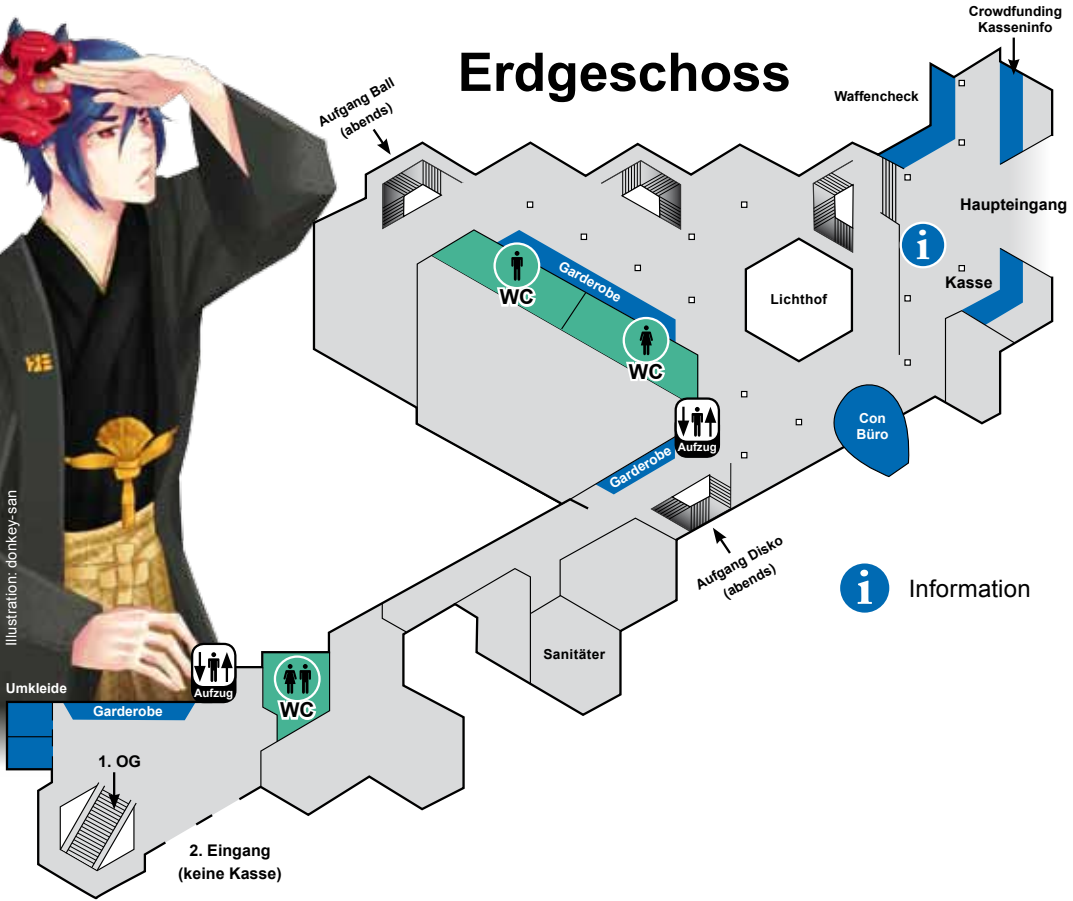 Crowdfunding
Kasseninfo
Erdgeschoss
Waffencheck
Aufgang Ball
(abends)
Haupteingang
Garderobe
WC
Lichthof
Kasse
WC
Con
Büro
Aufzug
Garderobe
Aufgang Disko
(abends)
Information
Illustration: donkey-san
Sanitäter
Umkleide
Aufzug
WC
Garderobe
1. OG
2. Eingang
(keine Kasse)